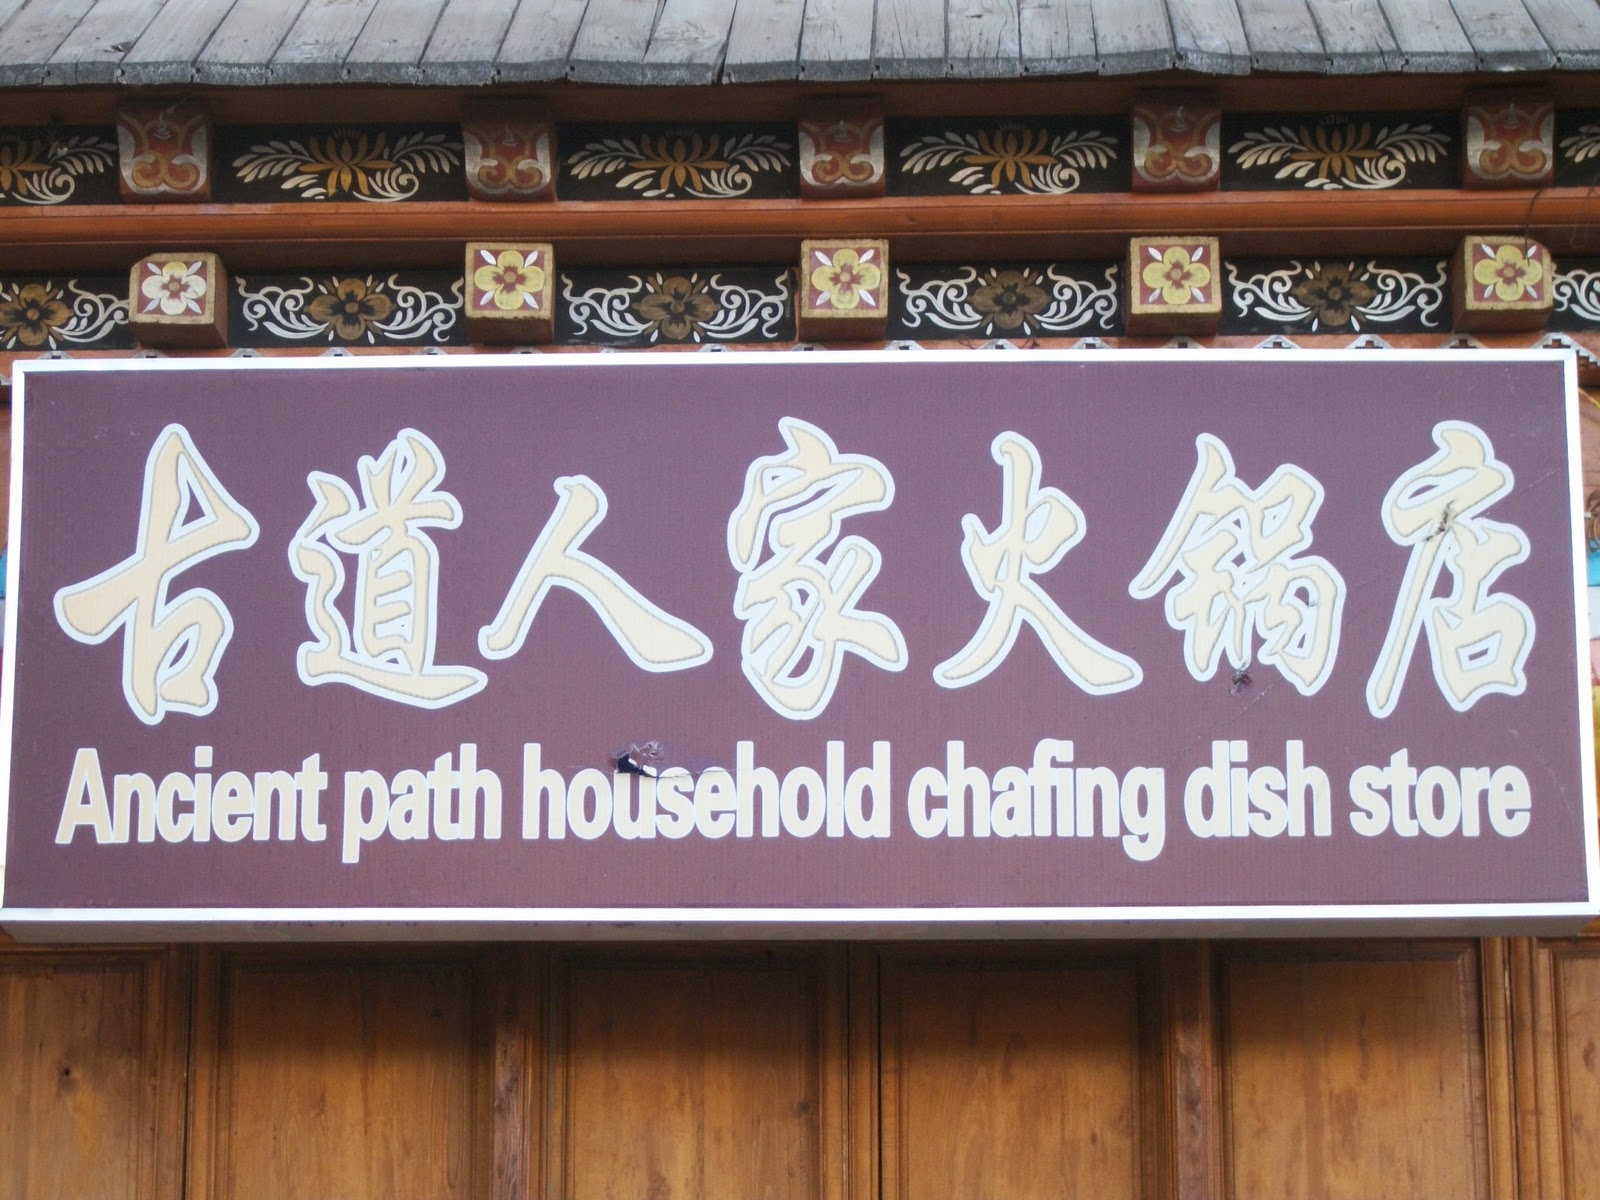 古道人家火锅店
Ancient path household chafing dish store